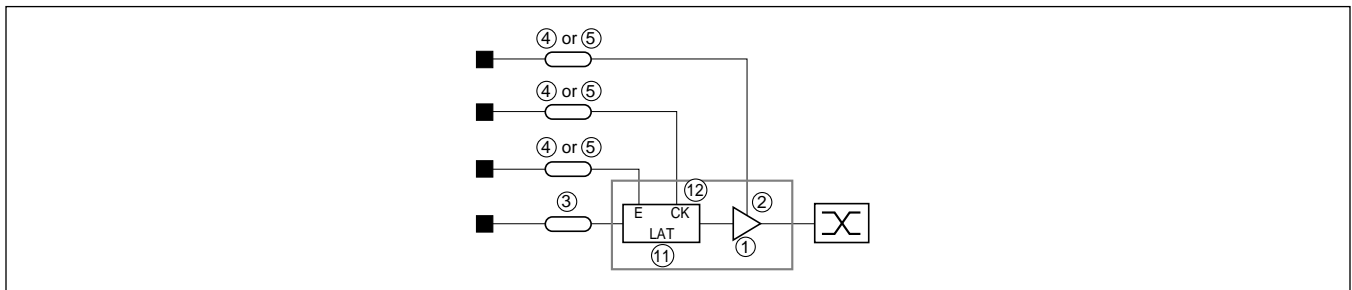 ④ or ⑤
④ or ⑤
④ or ⑤
③
⑫
E CK
LAT
⑪
②
①